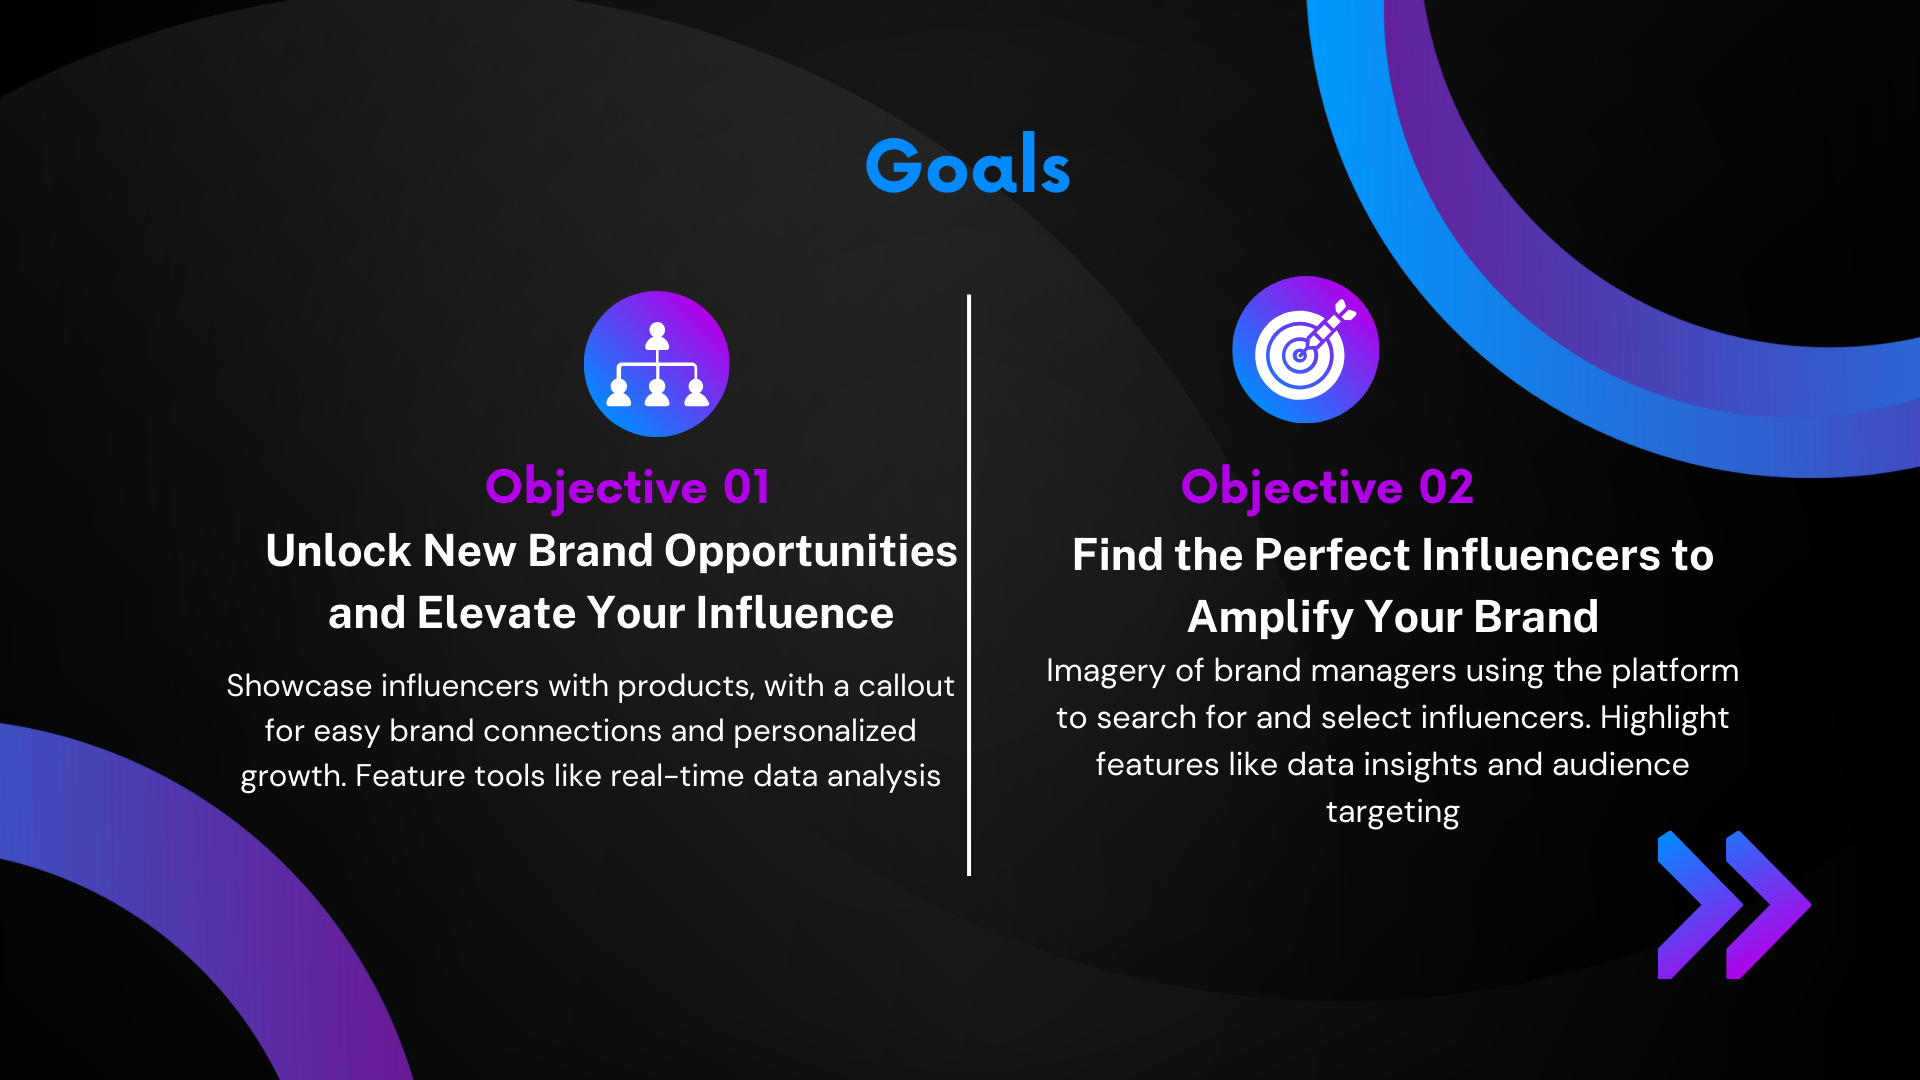 Goals
Objective 01
Unlock New Brand Opportunities
and Elevate Your Influence
Showcase influencers with products, with a callout
for easy brand connections and personalized
growth. Feature tools like real-time data analysis
Objective 02
Find the Perfect Influencers to
Amplify Your Brand
Imagery of brand managers using the platform
to search for and select influencers. Highlight
features like data insights and audience
targeting